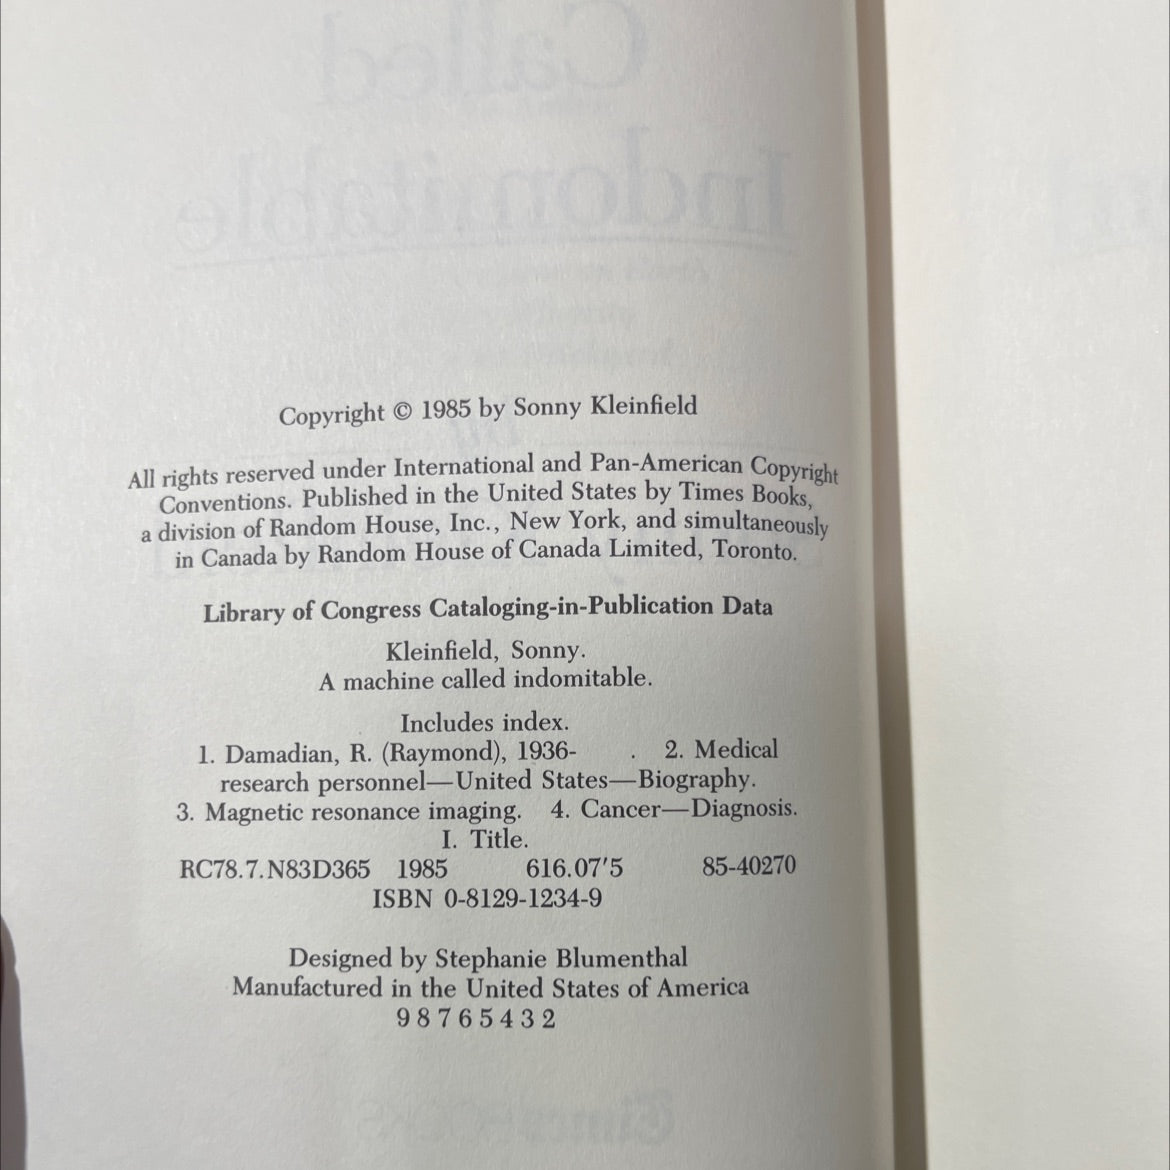 Called
Indomitable
Copyright © 1985 by Sonny Kleinfield
All rights reserved under International and Pan-American Copyright
Conventions. Published in the United States by Times Books,
a division of Random House, Inc., New York, and simultaneously
in Canada by Random House of Canada Limited, Toronto.
Library of Congress Cataloging-in-Publication Data
Kleinfield, Sonny.
A machine called indomitable.
Includes index.
1. Damadian, R. (Raymond), 1936-    . 2. Medical
research personnel—United States—Biography.
3. Magnetic resonance imaging. 4. Cancer—Diagnosis.
I. Title.
RC78.7.N83D365 1985 616.07'5 85-40270
ISBN 0-8129-1234-9
Designed by Stephanie Blumenthal
Manufactured in the United States of America
9 8 7 6 5 4 3 2